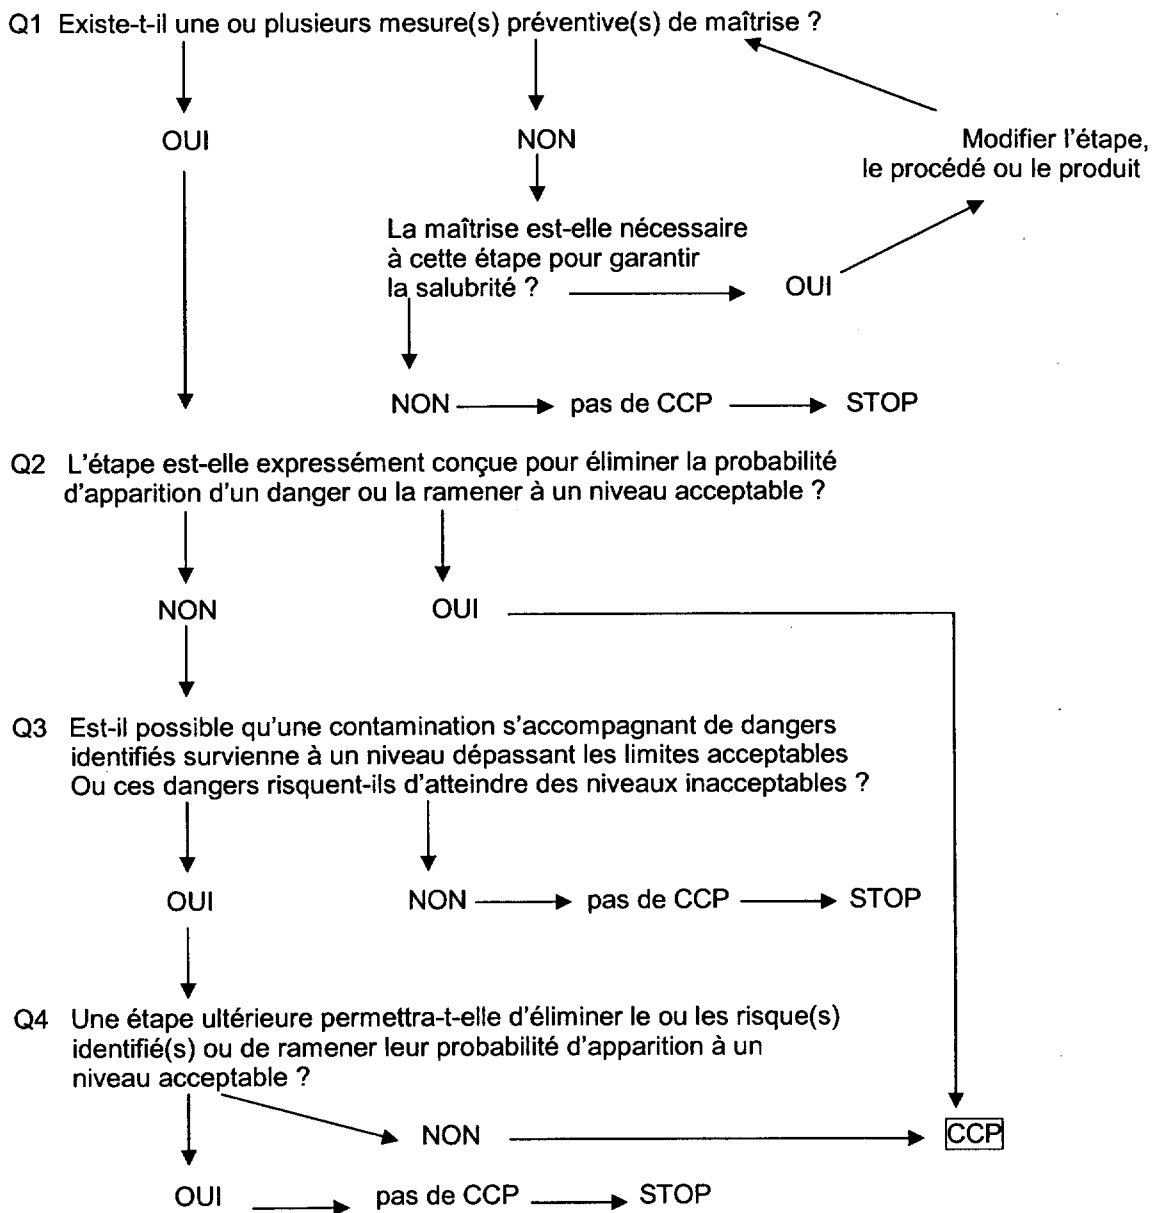 Q1 Existe-t-il une ou plusieurs mesure(s) préventive(s) de maîtrise ?
OUI
NON
Modifier l'étape,
le procédé ou le produit
La maîtrise est-elle nécessaire
à cette étape pour garantir
la salubrité ?
OUI
NON
pas de CCP
STOP
Q2 L'étape est-elle expressément conçue pour éliminer la probabilité
d'apparition d'un danger ou la ramener à un niveau acceptable ?
NON
OUI
Q3 Est-il possible qu'une contamination s'accompagnant de dangers
identifiés survienne à un niveau dépassant les limites acceptables
Ou ces dangers risquent-ils d'atteindre des niveaux inacceptables ?
OUI
NON
pas de CCP
STOP
Q4 Une étape ultérieure permettra-t-elle d'éliminer le ou les risque(s)
identifié(s) ou de ramener leur probabilité d'apparition à un
niveau acceptable ?
NON
CCP
OUI
pas de CCP
STOP